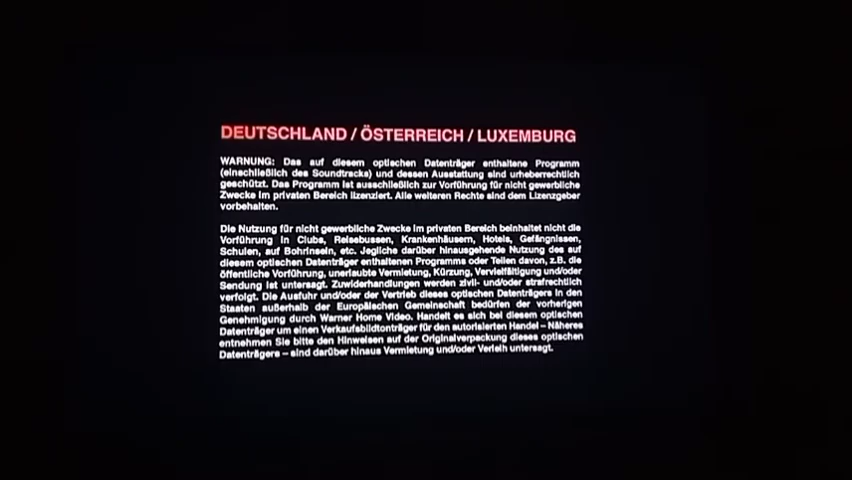 DEUTSCHLAND / ÖSTERREICH / LUXEMBURG
WARNUNG: Das auf diesem optischen Datenträger enthaltene Programm
(einschließlich des Soundtracks) und dessen Ausstattung sind urheberrechtlich
geschützt. Das Programm ist ausschließlich zur Vorführung für nicht gewerbliche
Zwecke im privaten Bereich lizenziert. Alle weiteren Rechte sind dem Lizenzgeber
vorbehalten.
Die Nutzung für nicht gewerbliche Zwecke im privaten Bereich beinhaltet nicht die
Vorführung in Clubs, Reisebussen, Krankenhäusern, Hotels, Gefängnissen,
Schulen, auf Bohrinseln, etc. Jegliche darüber hinausgehende Nutzung des auf
diesem optischen Datenträger enthaltenen Programms oder Teilen davon, z.B. die
öffentliche Vorführung, unerlaubte Vermietung, Kürzung, Vervielfältigung und/oder
Sendung ist untersagt. Zuwiderhandlungen werden zivil- und/oder strafrechtlich
verfolgt. Die Ausfuhr und/oder der Vertrieb dieses optischen Datenträgers in den
Staaten außerhalb der Europäischen Gemeinschaft bedürfen der vorherigen
Genehmigung durch Warner Home Video. Handelt es sich bei diesem optischen
Datenträger um einen Verkaufsbildtonträger für den autorisierten Handel – Näheres
entnehmen Sie bitte den Hinweisen auf der Originalverpackung dieses optischen
Datenträgers – sind darüber hinaus Vermietung und/oder Verleih untersagt.